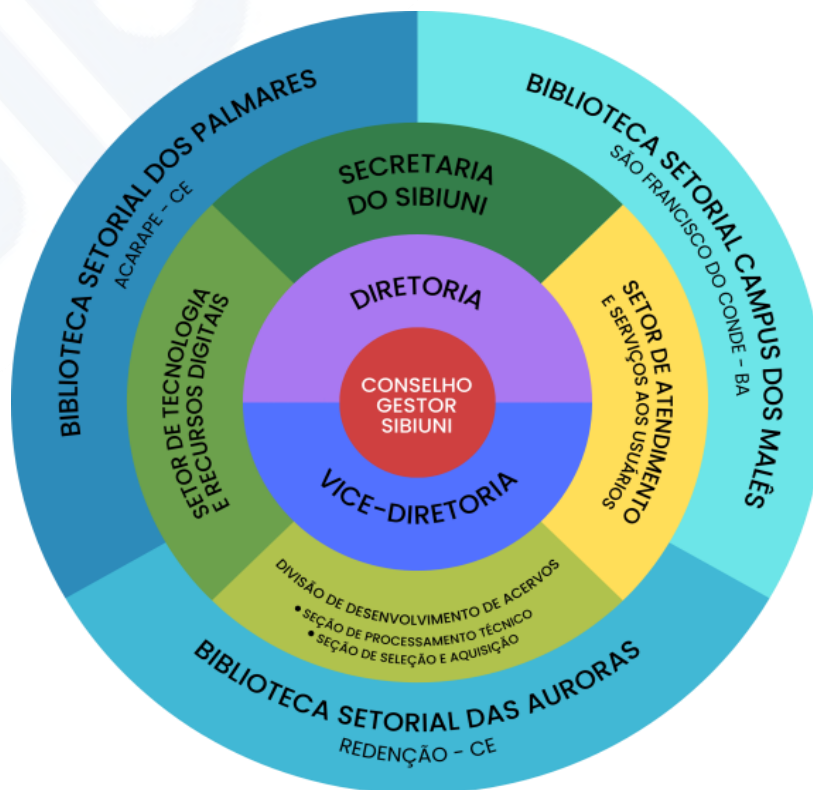 BIBLIOTECA SETORIAL DOS PALMARES
ACARAPE - CE
BIBLIOTECA SETORIAL CAMPUS DOS MALÊS
SÃO FRANCISCO DO CONDE - BA
SECRETARIA
DO SIBIUNI
SETOR DE TECNOLOGIA
E RECURSOS DIGITAIS
DIRETORIA
SETOR DE ATENDIMENTO
E SERVIÇOS AOS USUÁRIOS
CONSELHO
GESTOR
SIBIUNI
VICE-DIRETORIA
DIVISÃO DE DESENVOLVIMENTO DE ACERVOS
• SEÇÃO DE PROCESSAMENTO TÉCNICO
• SEÇÃO DE SELEÇÃO E AQUISIÇÃO
BIBLIOTECA SETORIAL DAS AURORAS
REDENÇÃO - CE